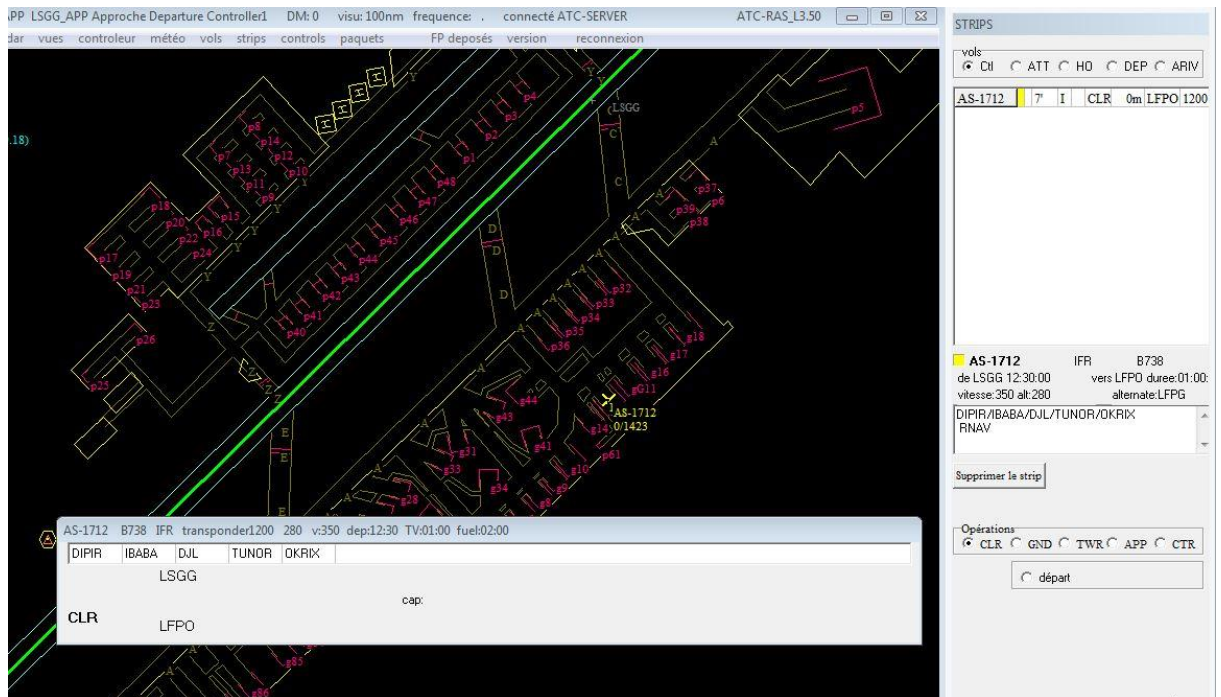 APP LSGG_APP Approche Departure Controller1 DM: 0 visu: 100nm frequence: . connecté ATC-SERVER ATC-RAS_L3.50
dar vues controleur météo vols strips controls paquets FP deposés version reconnexion
.18)
Y
p4
p3
p2
p1
LSGG
C
C
p5
A
H
H
H
H
p8
p14
p7
p12
p13
p10
p11
p9
Y
p48
p47
p46
p45
p44
p43
p42
p41
p40
p18
p20
p15
p22
p16
p24
Y
Y
Y
p17
p19
p21
p23
Z
p26
p25
Z
Z
Z
D
D
D
A
A
p37
p39
p6
p38
A
A
A
A
p32
p33
p34
p35
p36
g18
g17
g16
gG11
AS-1712
0/1423
g14
p61
g44
g43
g41
g31
g33
g34
g10
g9
g8
g28
E
E
E
A
AS-1712 B738 IFR transponder1200 280 v:350 dep:12:30 TV:01:00 fuel:02:00
DIPIR IBABA DJL TUNOR OKRIX
LSGG
cap:
CLR
LFPO
A
g85
A
g86
STRIPS
vols
Ctl ATT HO DEP ARIV
AS-1712 7' I CLR 0m LFPO 1200
AS-1712 IFR B738
de LSGG 12:30:00 vers LFPO duree:01:00:
vitesse:350 alt:280 alternate:LFPG
DIPIR/IBABA/DJL/TUNOR/OKRIX
RNAV
Supprimer le strip
Opérations
CLR GND TWR APP CTR
départ